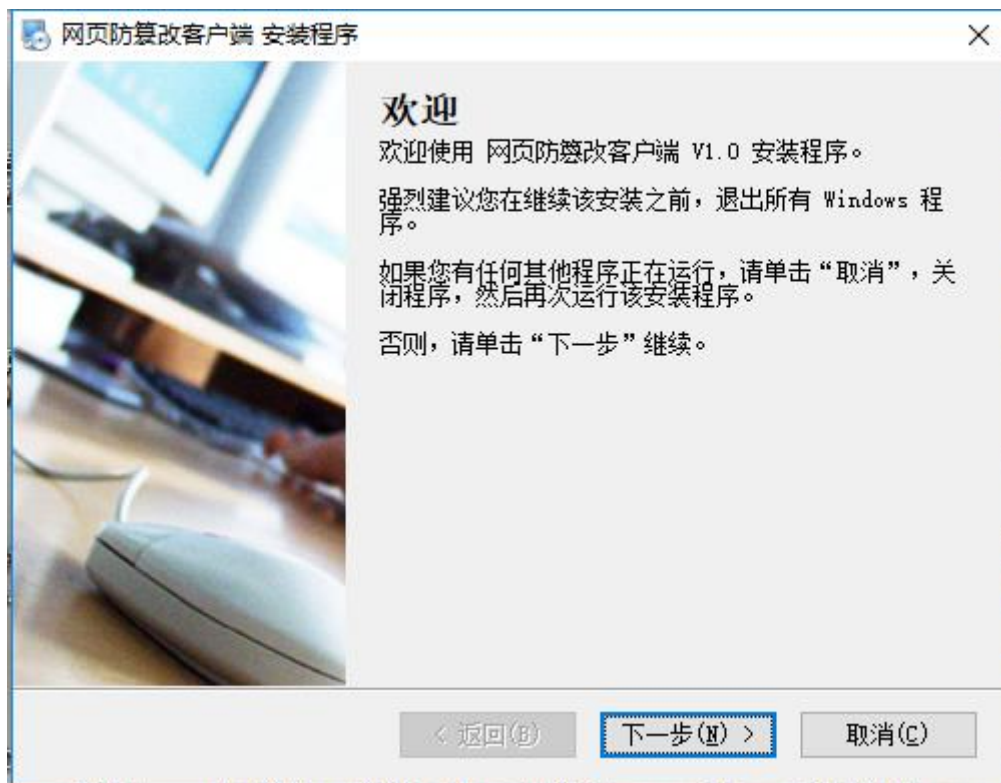 网页防篡改客户端 安装程序
欢迎
欢迎使用 网页防篡改客户端 V1.0 安装程序。
强烈建议您在继续该安装之前，退出所有 Windows 程
序。
如果您有任何其他程序正在运行，请单击“取消”，关
闭程序，然后再次运行该安装程序。
否则，请单击“下一步”继续。
< 返回(B)
下一步(N) >
取消(C)